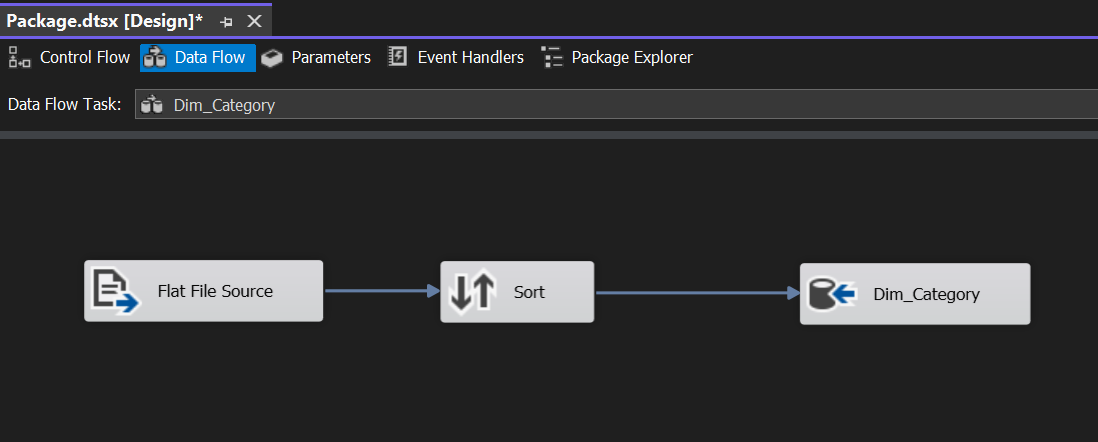 Package.dtsx [Design]*
Control Flow Data Flow Parameters Event Handlers Package Explorer
Data Flow Task: Dim_Category
Flat File Source Sort Dim_Category